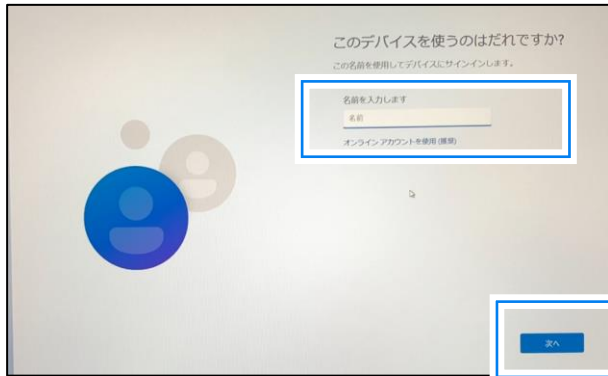 このデバイスを使うのはだれですか?
この名前を使用してデバイスにサインインします。
名前を入力します
名前
オンライン アカウントを使用 (推奨)
次へ